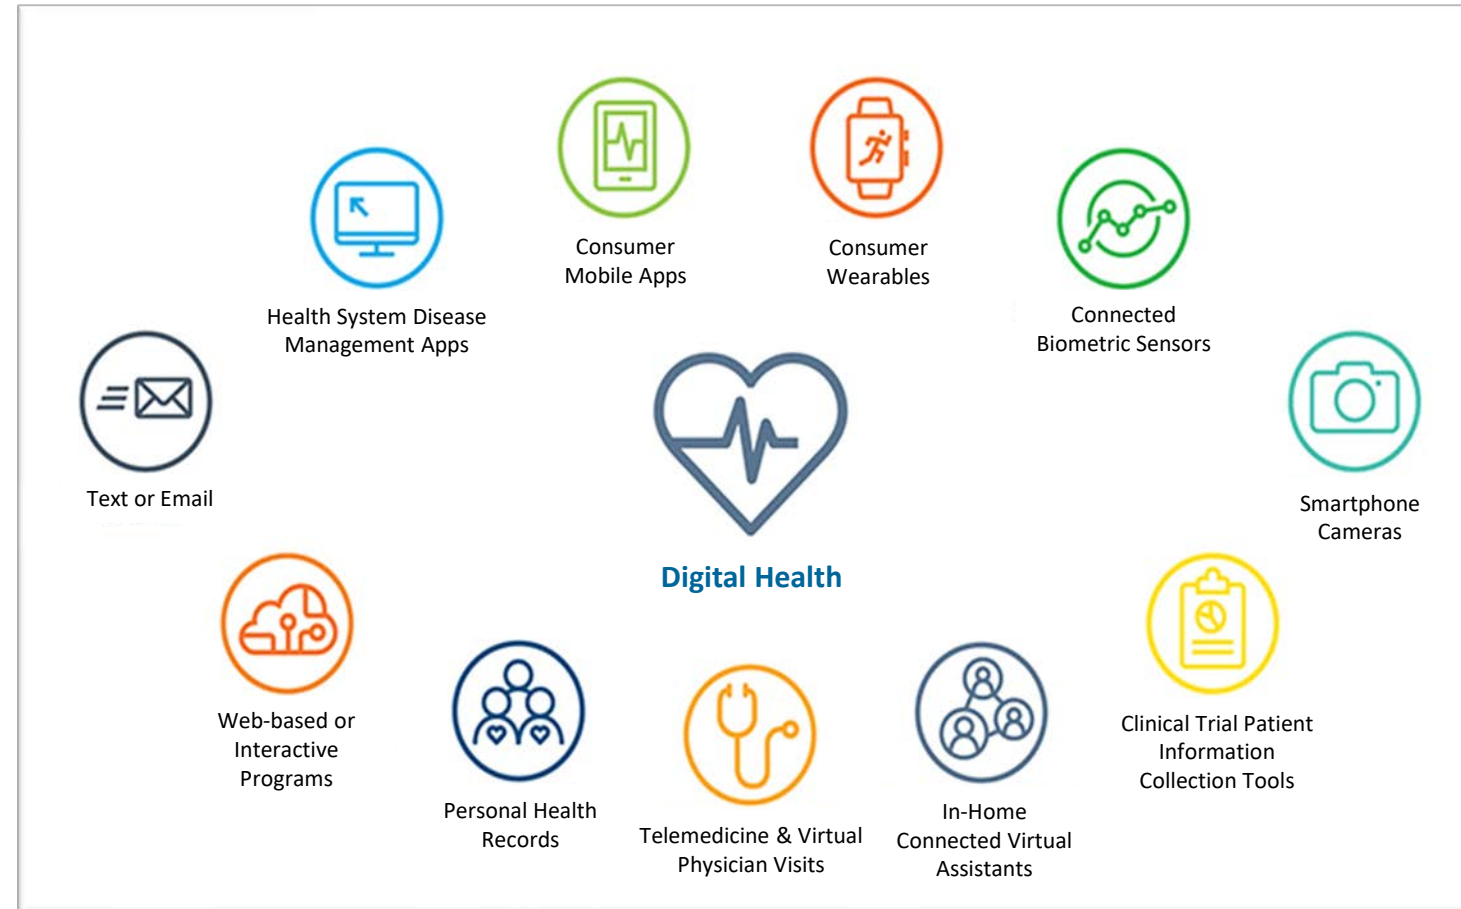 Consumer
Mobile Apps
Consumer
Wearables
Health System Disease
Management Apps
Connected
Biometric Sensors
Text or Email
Smartphone
Cameras
Digital Health
Web-based or
Interactive
Programs
Personal Health
Records
Telemedicine & Virtual
Physician Visits
In-Home
Connected Virtual
Assistants
Clinical Trial Patient
Information
Collection Tools